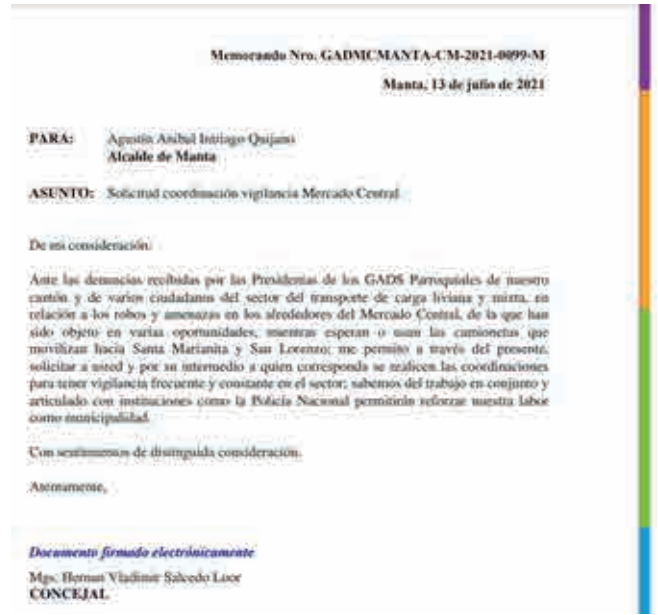 Memorando Nro. GADMCMANTA-CM-2021-0099-M
Manta, 13 de julio de 2021
PARA: Agustín Aníbal Intriago Quijano
Alcalde de Manta
ASUNTO: Solicitud coordinación vigilancia Mercado Central
De mi consideración:
Ante las denuncias recibidas por las Presidentas de los GADS Parroquiales de nuestro
cantón y de varios ciudadanos del sector del transporte de carga liviana y mixta, en
relación a los robos y amenazas en los alrededores del Mercado Central, de la que han
sido objeto en varias oportunidades, mientras esperan o usan las camionetas que
movilizan hacia Santa Marianita y San Lorenzo; me permito a través del presente,
solicitar a usted y por su intermedio a quien corresponda se realicen las coordinaciones
para tener vigilancia frecuente y constante en el sector; sabemos del trabajo en conjunto y
articulado con instituciones como la Policía Nacional permitirán reforzar nuestra labor
como municipalidad.
Con sentimientos de distinguida consideración.
Atentamente,
Documento firmado electrónicamente
Mgs. Hernan Vladimir Salcedo Loor
CONCEJAL